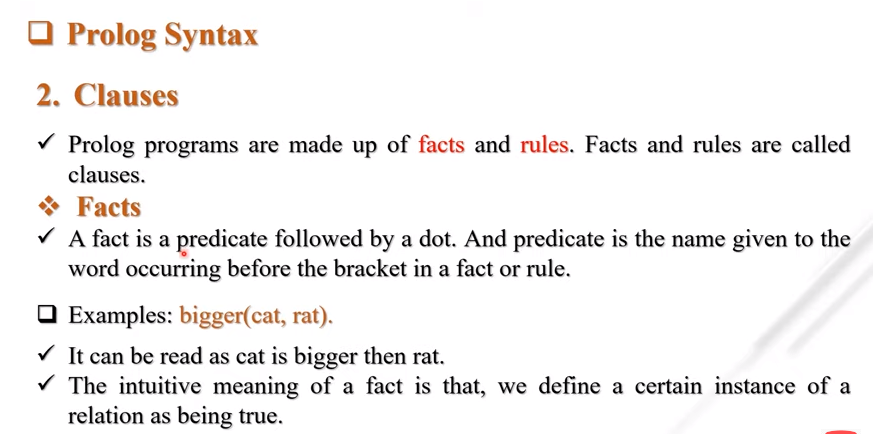 Prolog Syntax
2. Clauses
Prolog programs are made up of facts and rules. Facts and rules are called
clauses.
Facts
A fact is a predicate followed by a dot. And predicate is the name given to the
word occurring before the bracket in a fact or rule.
Examples: bigger(cat, rat).
It can be read as cat is bigger then rat.
The intuitive meaning of a fact is that, we define a certain instance of a
relation as being true.